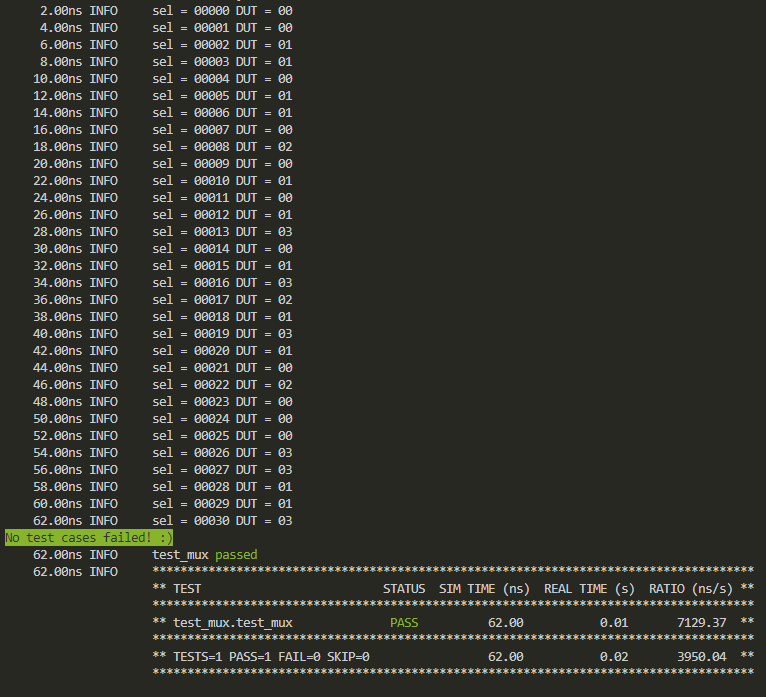 2.00ns INFO     sel = 00000 DUT = 00
4.00ns INFO     sel = 00001 DUT = 00
6.00ns INFO     sel = 00002 DUT = 01
8.00ns INFO     sel = 00003 DUT = 01
10.00ns INFO     sel = 00004 DUT = 00
12.00ns INFO     sel = 00005 DUT = 01
14.00ns INFO     sel = 00006 DUT = 01
16.00ns INFO     sel = 00007 DUT = 00
18.00ns INFO     sel = 00008 DUT = 02
20.00ns INFO     sel = 00009 DUT = 00
22.00ns INFO     sel = 00010 DUT = 01
24.00ns INFO     sel = 00011 DUT = 00
26.00ns INFO     sel = 00012 DUT = 01
28.00ns INFO     sel = 00013 DUT = 03
30.00ns INFO     sel = 00014 DUT = 00
32.00ns INFO     sel = 00015 DUT = 01
34.00ns INFO     sel = 00016 DUT = 03
36.00ns INFO     sel = 00017 DUT = 02
38.00ns INFO     sel = 00018 DUT = 01
40.00ns INFO     sel = 00019 DUT = 03
42.00ns INFO     sel = 00020 DUT = 01
44.00ns INFO     sel = 00021 DUT = 00
46.00ns INFO     sel = 00022 DUT = 02
48.00ns INFO     sel = 00023 DUT = 00
50.00ns INFO     sel = 00024 DUT = 00
52.00ns INFO     sel = 00025 DUT = 00
54.00ns INFO     sel = 00026 DUT = 03
56.00ns INFO     sel = 00027 DUT = 03
58.00ns INFO     sel = 00028 DUT = 01
60.00ns INFO     sel = 00029 DUT = 01
62.00ns INFO     sel = 00030 DUT = 03
No test cases failed! :)
62.00ns INFO     test_mux passed
62.00ns INFO     **************************************************************************************
** TEST                          STATUS  SIM TIME (ns)  REAL TIME (s)  RATIO (ns/s) **
**************************************************************************************
** test_mux.test_mux              PASS          62.00           0.01       7129.37  **
**************************************************************************************
** TESTS=1 PASS=1 FAIL=0 SKIP=0                 62.00           0.02       3950.04  **
**************************************************************************************